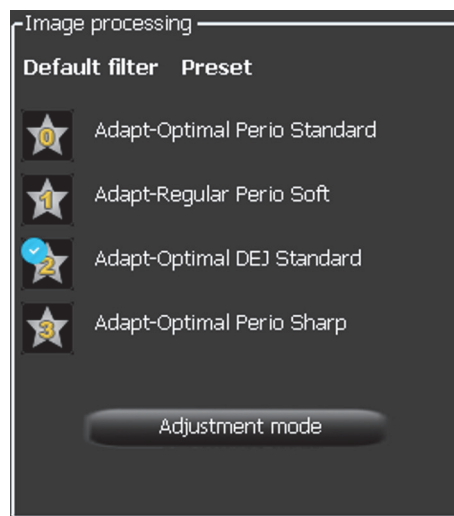 Image processing
Default filter Preset
0 Adapt-Optimal Perio Standard
1 Adapt-Regular Perio Soft
2 Adapt-Optimal DEJ Standard
3 Adapt-Optimal Perio Sharp
Adjustment mode